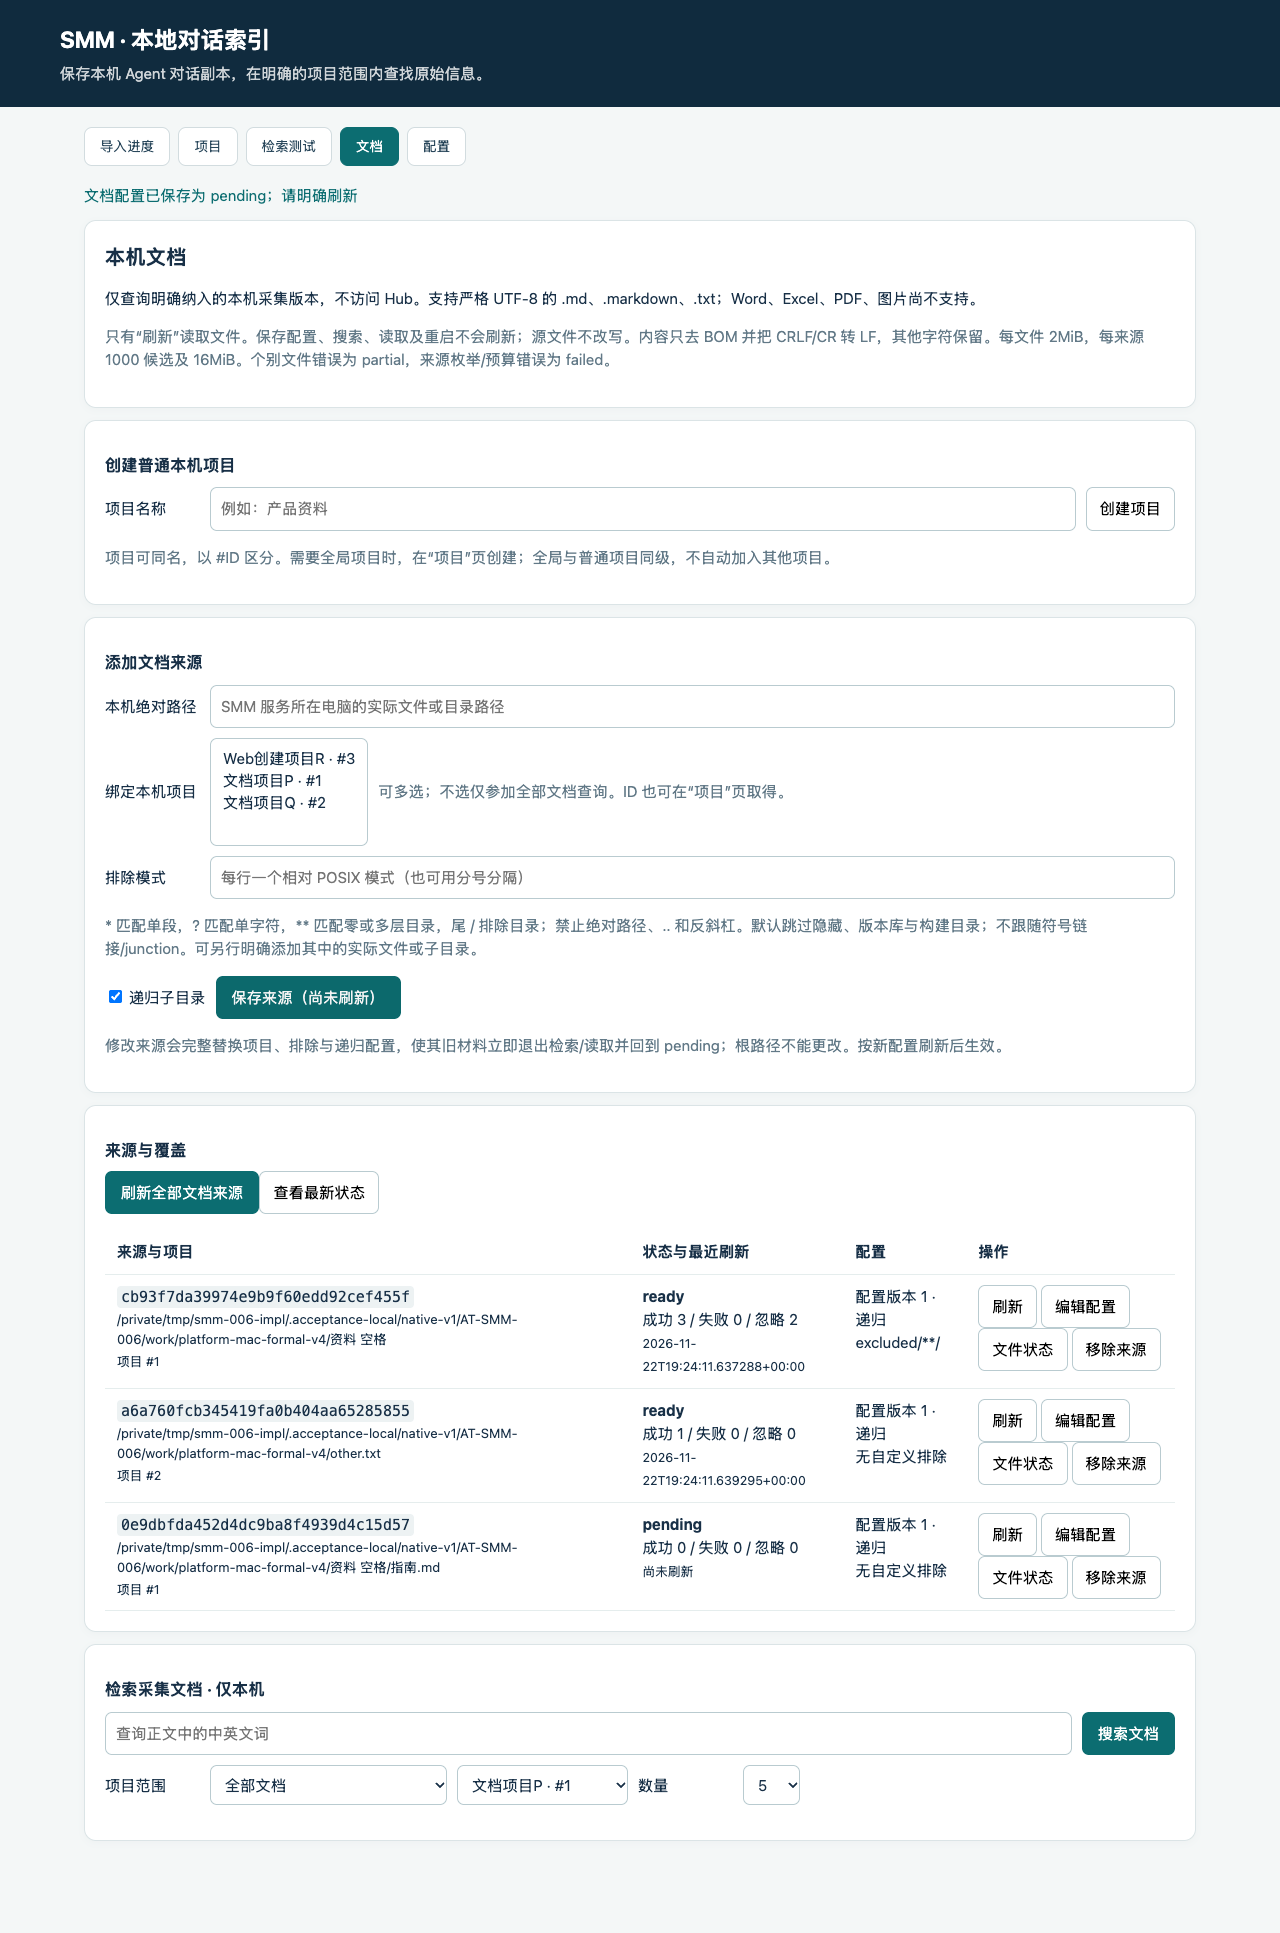 SMM · 本地对话索引
保存本机 Agent 对话副本，在明确的项目范围内查找原始信息。
导入进度
项目
检索测试
文档
配置
文档配置已保存为 pending；请明确刷新
本机文档
仅查询明确纳入的本机采集版本，不访问 Hub。支持严格 UTF-8 的 .md、.markdown、.txt；Word、Excel、PDF、图片尚不支持。
只有“刷新”读取文件。保存配置、搜索、读取及重启不会刷新；源文件不改写。内容只去 BOM 并把 CRLF/CR 转 LF，其他字符保留。每文件 2MiB，每来源
1000 候选及 16MiB。个别文件错误为 partial，来源枚举/预算错误为 failed。
创建普通本机项目
项目名称
例如：产品资料
创建项目
项目可同名，以 #ID 区分。需要全局项目时，在“项目”页创建；全局与普通项目同级，不自动加入其他项目。
添加文档来源
本机绝对路径
SMM 服务所在电脑的实际文件或目录路径
绑定本机项目
Web创建项目R · #3
文档项目P · #1
文档项目Q · #2
可多选；不选仅参加全部文档查询。ID 也可在“项目”页取得。
排除模式
每行一个相对 POSIX 模式（也可用分号分隔）
* 匹配单段，? 匹配单字符，** 匹配零或多层目录，尾 / 排除目录；禁止绝对路径、.. 和反斜杠。默认跳过隐藏、版本库与构建目录；不跟随符号链
接/junction。可另行明确添加其中的实际文件或子目录。
递归子目录
保存来源（尚未刷新）
修改来源会完整替换项目、排除与递归配置，使其旧材料立即退出检索/读取并回到 pending；根路径不能更改。按新配置刷新后生效。
来源与覆盖
刷新全部文档来源
查看最新状态
来源与项目
状态与最近刷新
配置
操作
cb93f7da39974e9b9f60edd92cef455f
/private/tmp/smm-006-impl/.acceptance-local/native-v1/AT-SMM-
006/work/platform-mac-formal-v4/资料 空格
项目 #1
ready
成功 3 / 失败 0 / 忽略 2
2026-11-
22T19:24:11.637288+00:00
配置版本 1 ·
递归
excluded/**/
刷新
编辑配置
文件状态
移除来源
a6a760fcb345419fa0b404aa65285855
/private/tmp/smm-006-impl/.acceptance-local/native-v1/AT-SMM-
006/work/platform-mac-formal-v4/other.txt
项目 #2
ready
成功 1 / 失败 0 / 忽略 0
2026-11-
22T19:24:11.639295+00:00
配置版本 1 ·
递归
无自定义排除
刷新
编辑配置
文件状态
移除来源
0e9dbfda452d4dc9ba8f4939d4c15d57
/private/tmp/smm-006-impl/.acceptance-local/native-v1/AT-SMM-
006/work/platform-mac-formal-v4/资料 空格/指南.md
项目 #1
pending
成功 0 / 失败 0 / 忽略 0
尚未刷新
配置版本 1 ·
递归
无自定义排除
刷新
编辑配置
文件状态
移除来源
检索采集文档 · 仅本机
查询正文中的中英文词
搜索文档
项目范围
全部文档
文档项目P · #1
数量
5